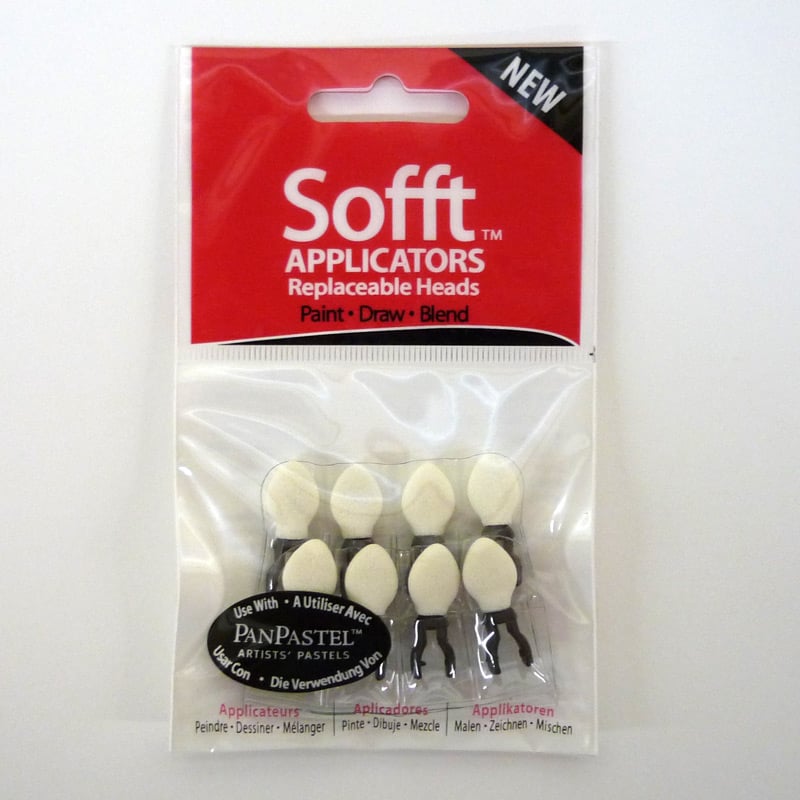 NEW
Sofft™
APPLICATORS
Replaceable Heads
Paint • Draw • Blend
Use With • A Utiliser Avec
PANPASTEL™
ARTISTS' PASTELS
Usar Con • Die Verwendung Von
Applicateurs
Peindre • Dessiner • Mélanger
Aplicadores
Pinte • Dibuje • Mezcle
Applikatoren
Malen • Zeichnen • Mischen